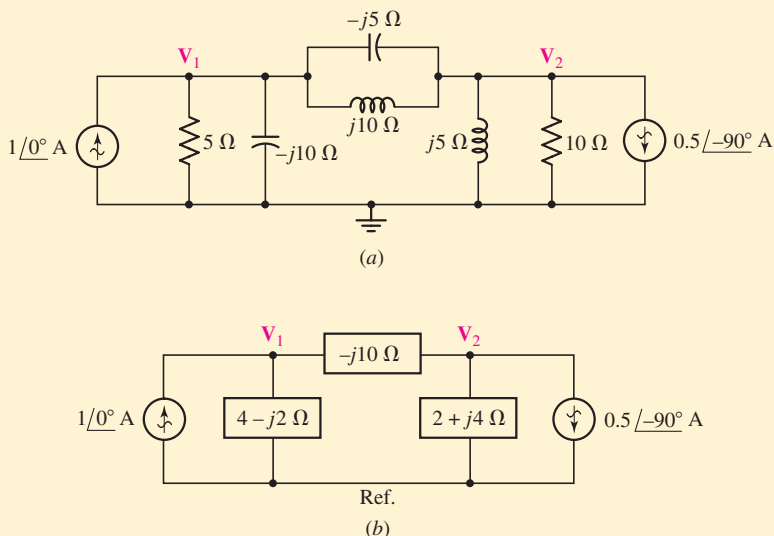 −j5 Ω
V₁
V₂
j10 Ω
1/0° A
5 Ω
−j10 Ω
j5 Ω
10 Ω
0.5/−90° A
(a)
V₁
V₂
−j10 Ω
1/0° A
4 − j2 Ω
2 + j4 Ω
0.5/−90° A
Ref.
(b)